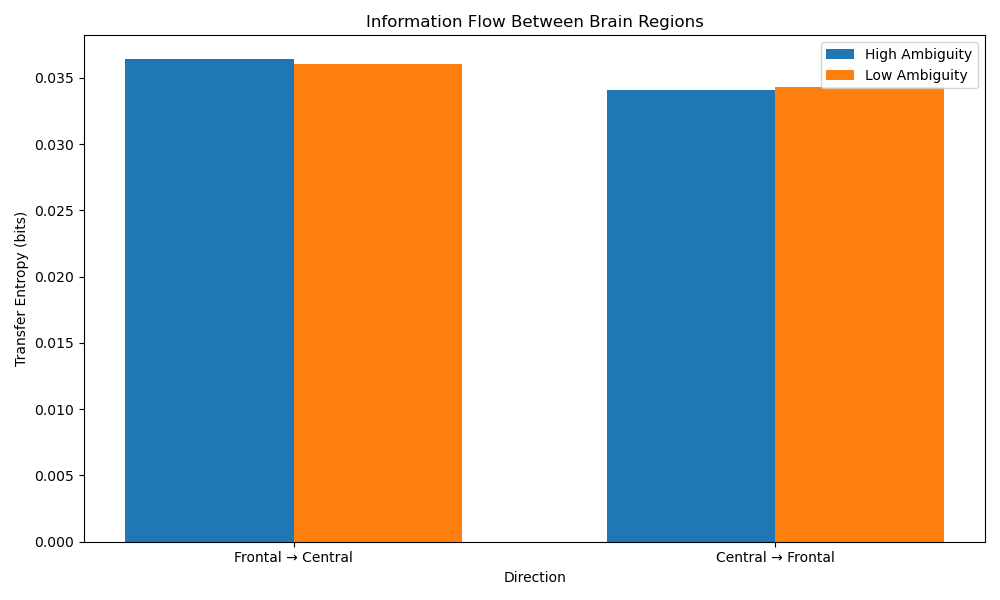 Information Flow Between Brain Regions
High Ambiguity
Low Ambiguity
Transfer Entropy (bits)
0.035
0.030
0.025
0.020
0.015
0.010
0.005
0.000
Frontal → Central
Central → Frontal
Direction